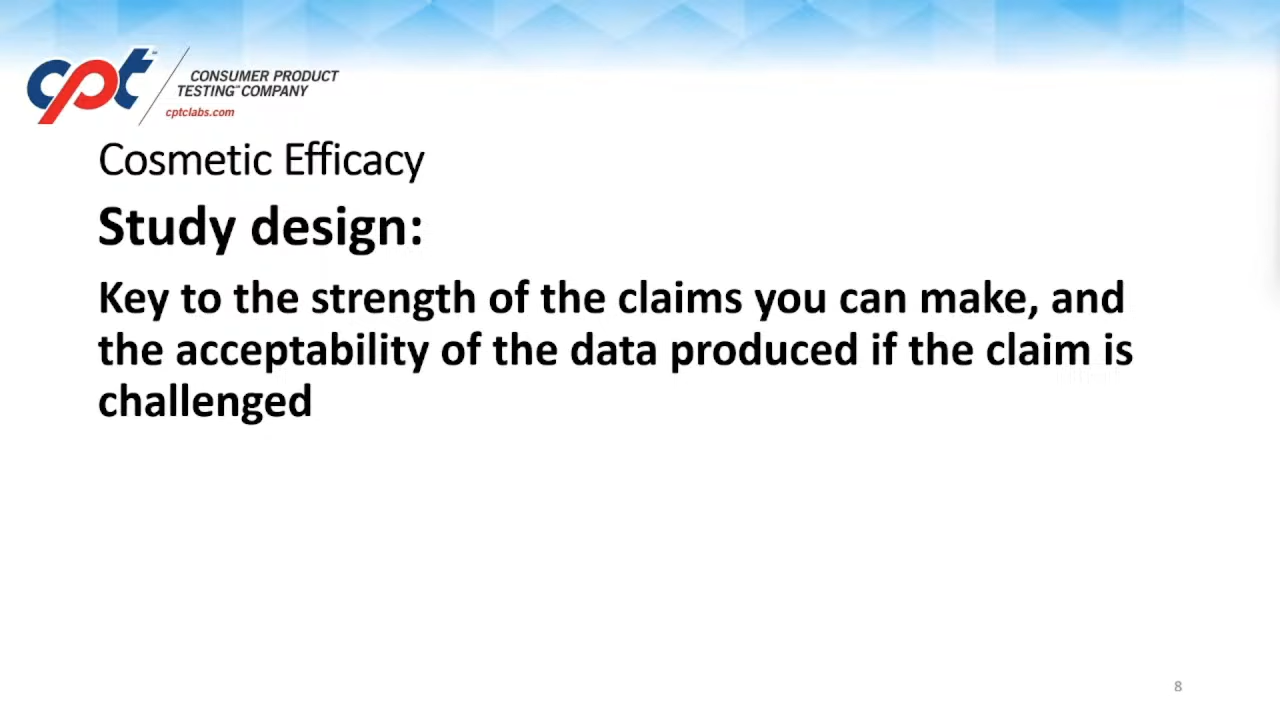 cpt
CONSUMER PRODUCT
TESTING COMPANY
cptclabs.com
Cosmetic Efficacy
Study design:
Key to the strength of the claims you can make, and
the acceptability of the data produced if the claim is
challenged
8